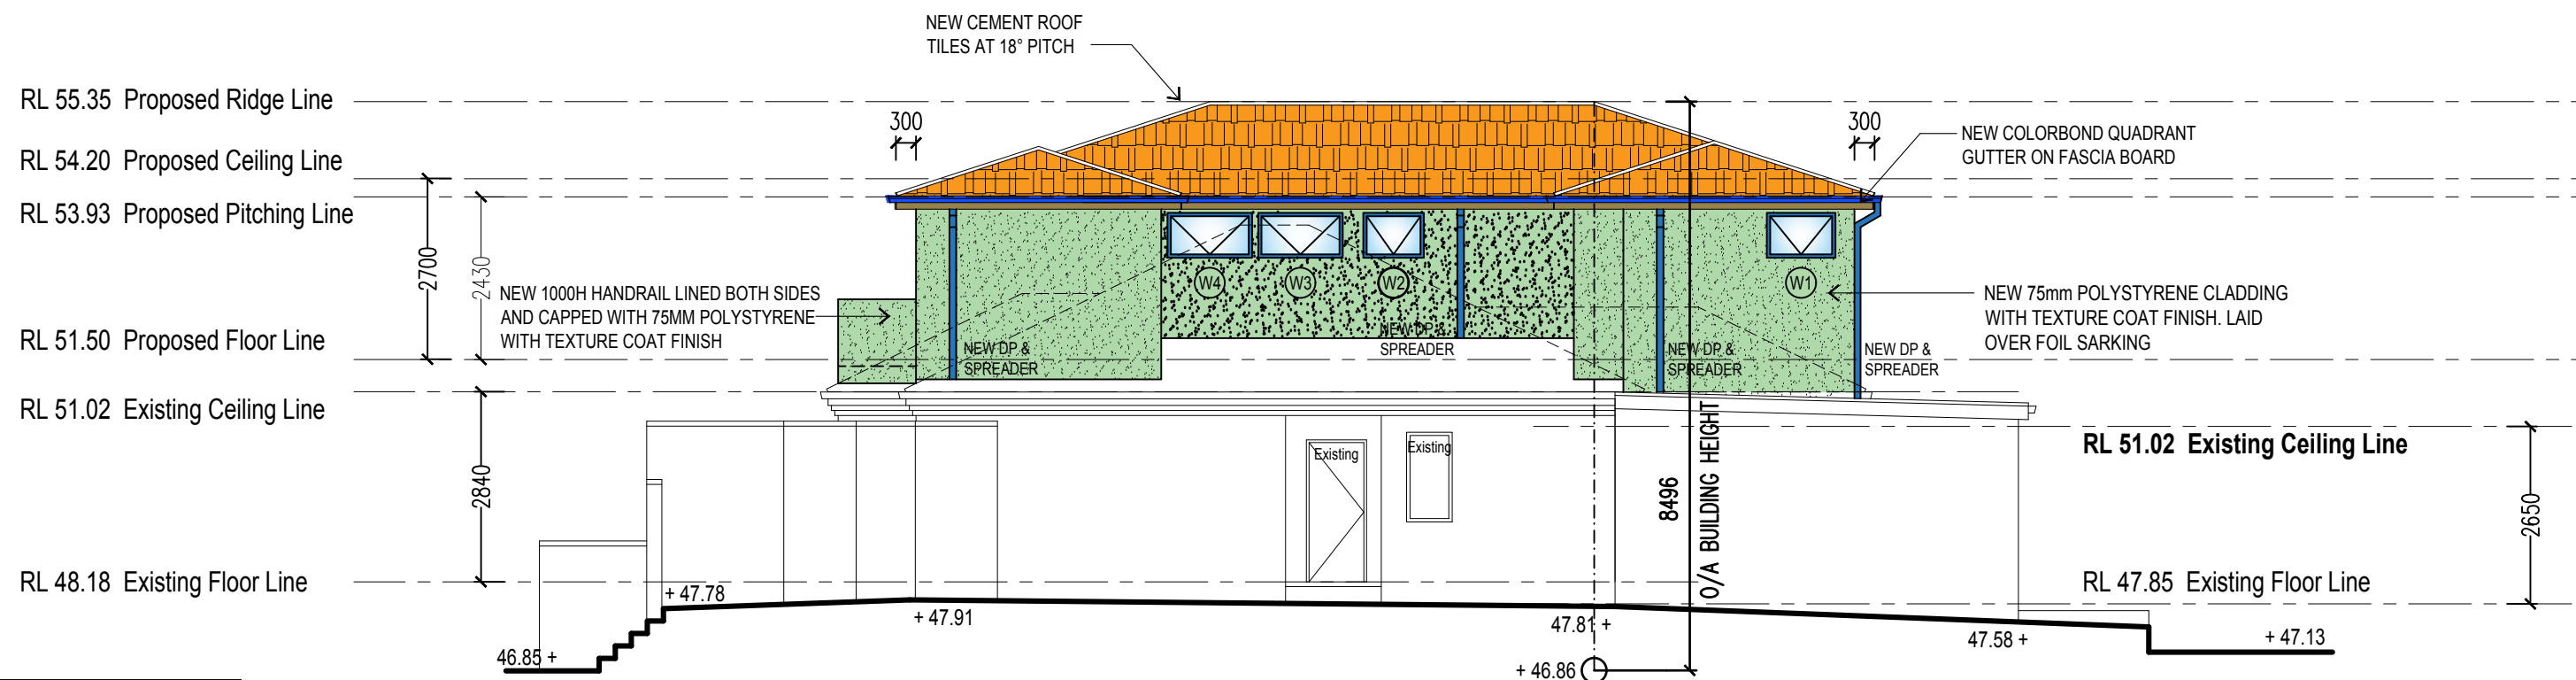 NEW CEMENT ROOF
TILES AT 18° PITCH
RL 55.35 Proposed Ridge Line
300
300
NEW COLORBOND QUADRANT
GUTTER ON FASCIA BOARD
RL 54.20 Proposed Ceiling Line
RL 53.93 Proposed Pitching Line
2700
2430
W4
W3
W2
W1
NEW 1000H HANDRAIL LINED BOTH SIDES
AND CAPPED WITH 75MM POLYSTYRENE
WITH TEXTURE COAT FINISH
NEW 75mm POLYSTYRENE CLADDING
WITH TEXTURE COAT FINISH. LAID
OVER FOIL SARKING
RL 51.50 Proposed Floor Line
NEW DP &
SPREADER
NEW DP &
SPREADER
NEW DP &
SPREADER
NEW DP &
SPREADER
RL 51.02 Existing Ceiling Line
RL 51.02 Existing Ceiling Line
Existing
Existing
2840
8496
O/A BUILDING HEIGHT
2650
RL 48.18 Existing Floor Line
RL 47.85 Existing Floor Line
+ 47.78
+ 47.91
47.81 +
47.58 +
+ 47.13
46.85 +
+ 46.86